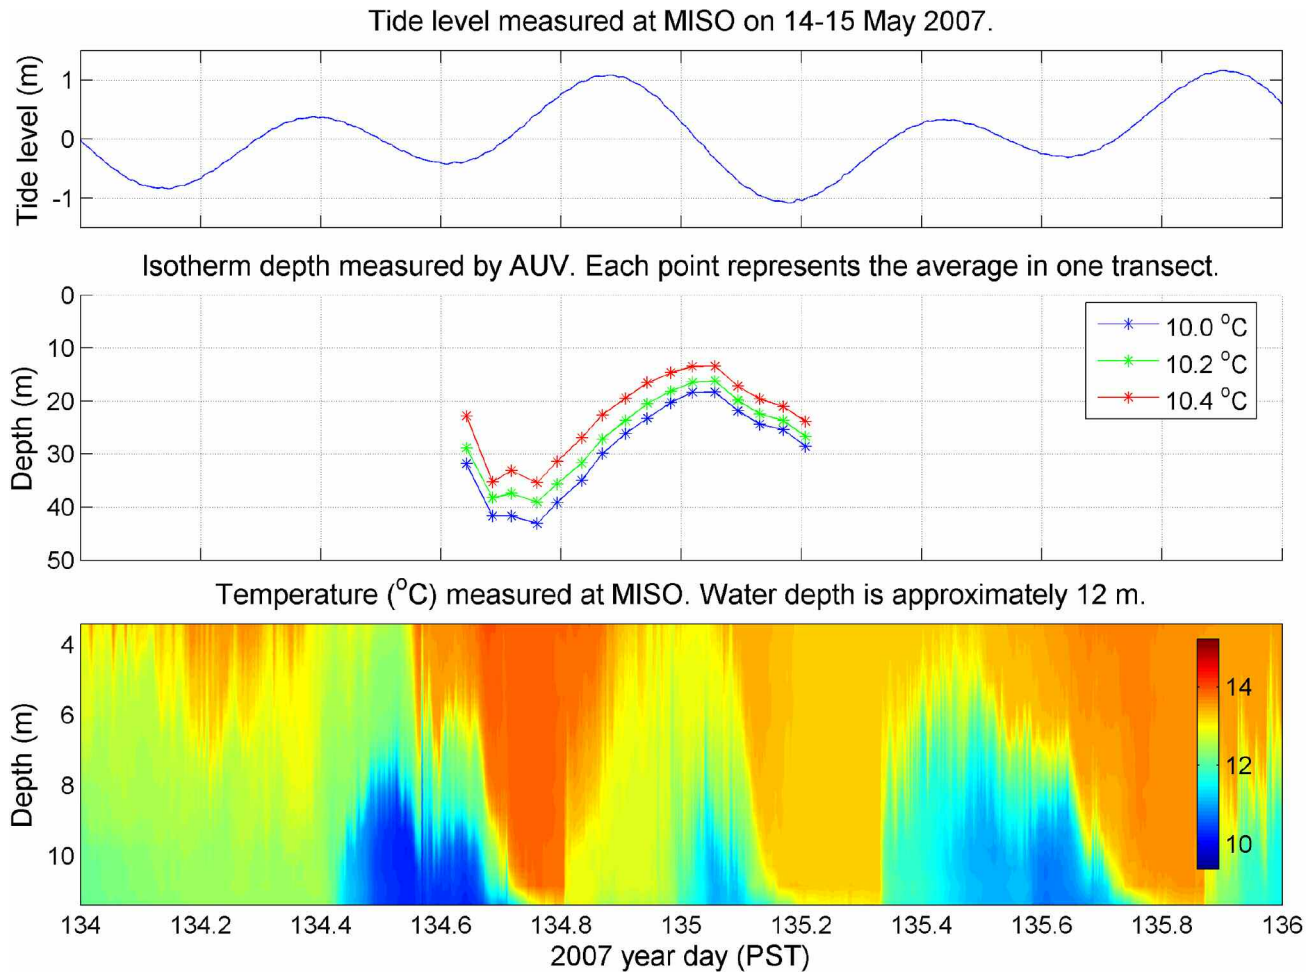 Tide level measured at MISO on 14-15 May 2007.
Tide level (m)
1
0
-1
Isotherm depth measured by AUV. Each point represents the average in one transect.
Depth (m)
0
10
20
30
40
50
10.0 °C
10.2 °C
10.4 °C
Temperature (°C) measured at MISO. Water depth is approximately 12 m.
Depth (m)
4
6
8
10
14
12
10
134 134.2 134.4 134.6 134.8 135 135.2 135.4 135.6 135.8 136
2007 year day (PST)